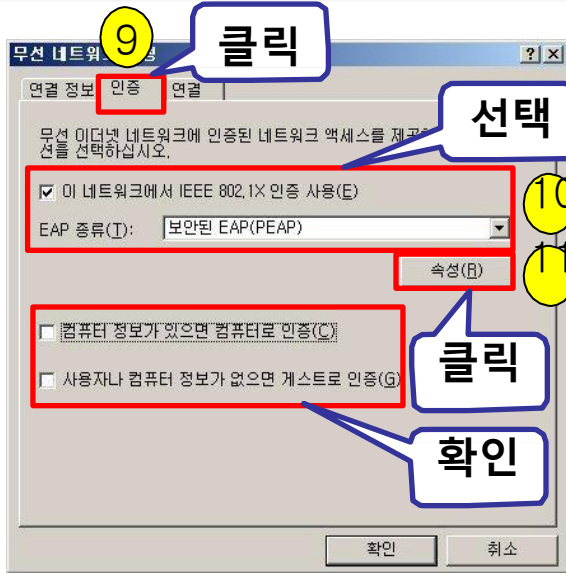 9
클릭
무선 네트워
연결 정보
인증
연결
선택
무선 이더넷 네트워크에 인증된 네트워크 액세스를 제공
션를 선택하십시오.
이 네트워크에서 IEEE 802.1X 인증 사용(E)
10
EAP 종류(T):
보안된 EAP(PEAP)
11
속성(R)
컴퓨터 정보가 있으면 컴퓨터로 인증(C)
클릭
사용자나 컴퓨터 정보가 없으면 게스트로 인증(G)
확인
확인
취소